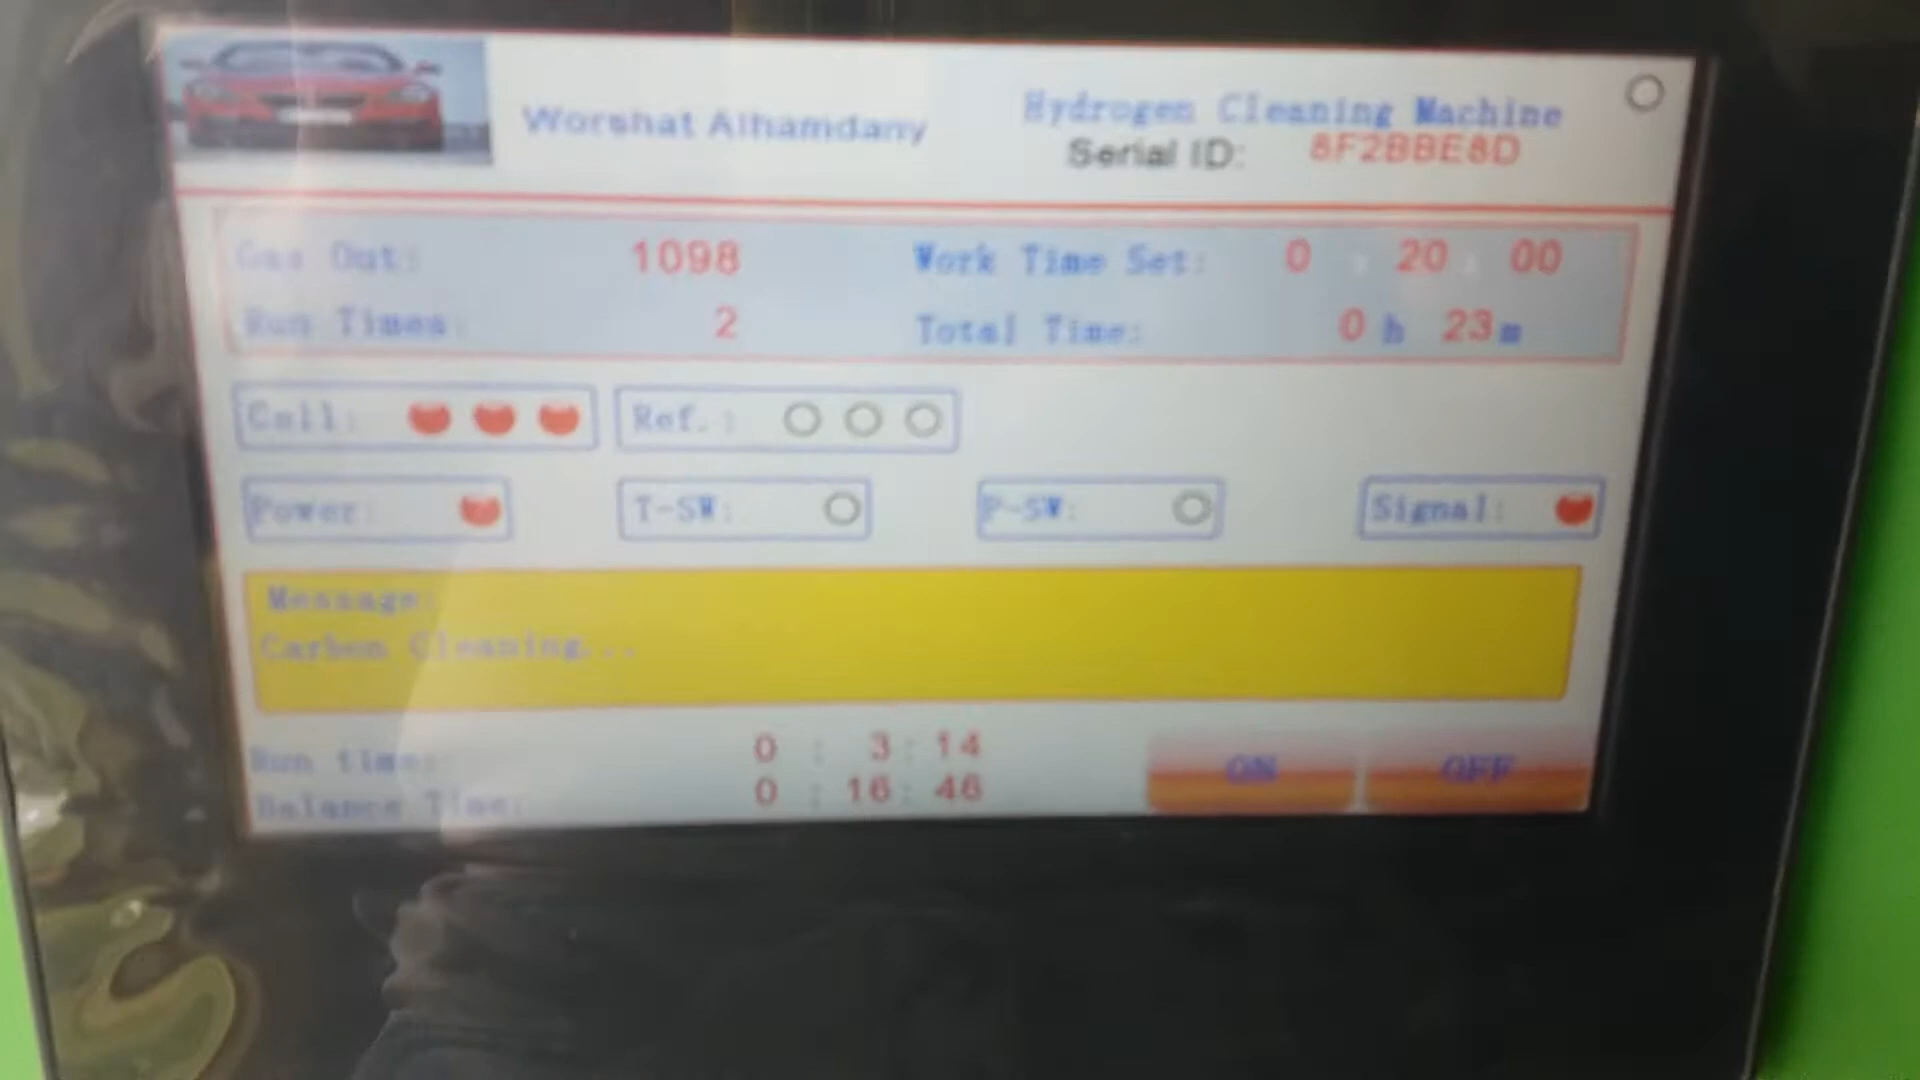 Worshat Alhamdany
Hydrogen Cleaning Machine
Serial ID: 8F2BBE8D
Gas Out: 1098 Work Time Set: 0 : 20 : 00
Run Times: 2 Total Time: 0 h 23 m
Cell: Ref.:
Power: T-SW: P-SW: Signal:
Message:
Carbon Cleaning...
Run time: 0 : 3 : 14
Balance Time: 0 : 16 : 46
ON OFF